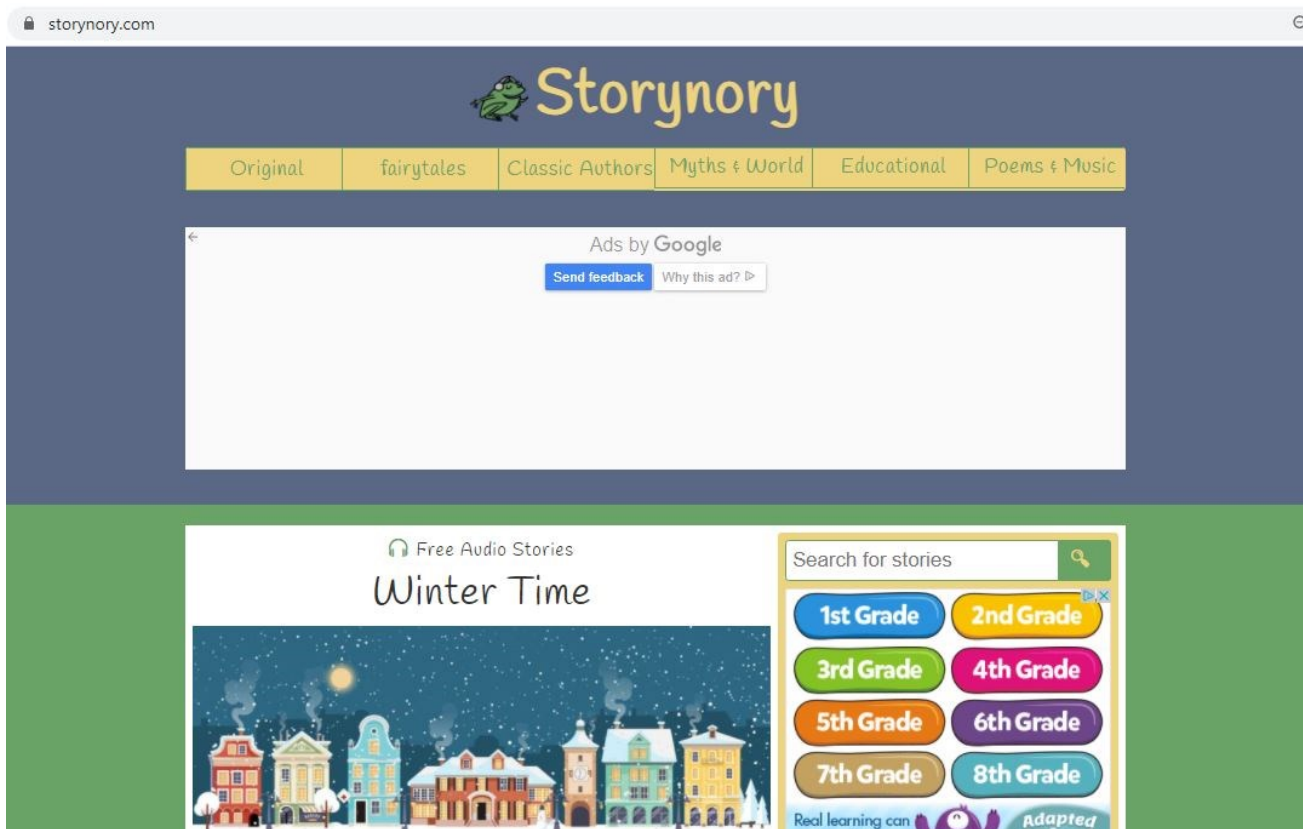 storynory.com
Storynory
Original fairytales Classic Authors Myths & World Educational Poems & Music
Ads by Google
Send feedback Why this ad?
Free Audio Stories
Winter Time
Search for stories
1st Grade 2nd Grade
3rd Grade 4th Grade
5th Grade 6th Grade
7th Grade 8th Grade
Real learning can Adapted